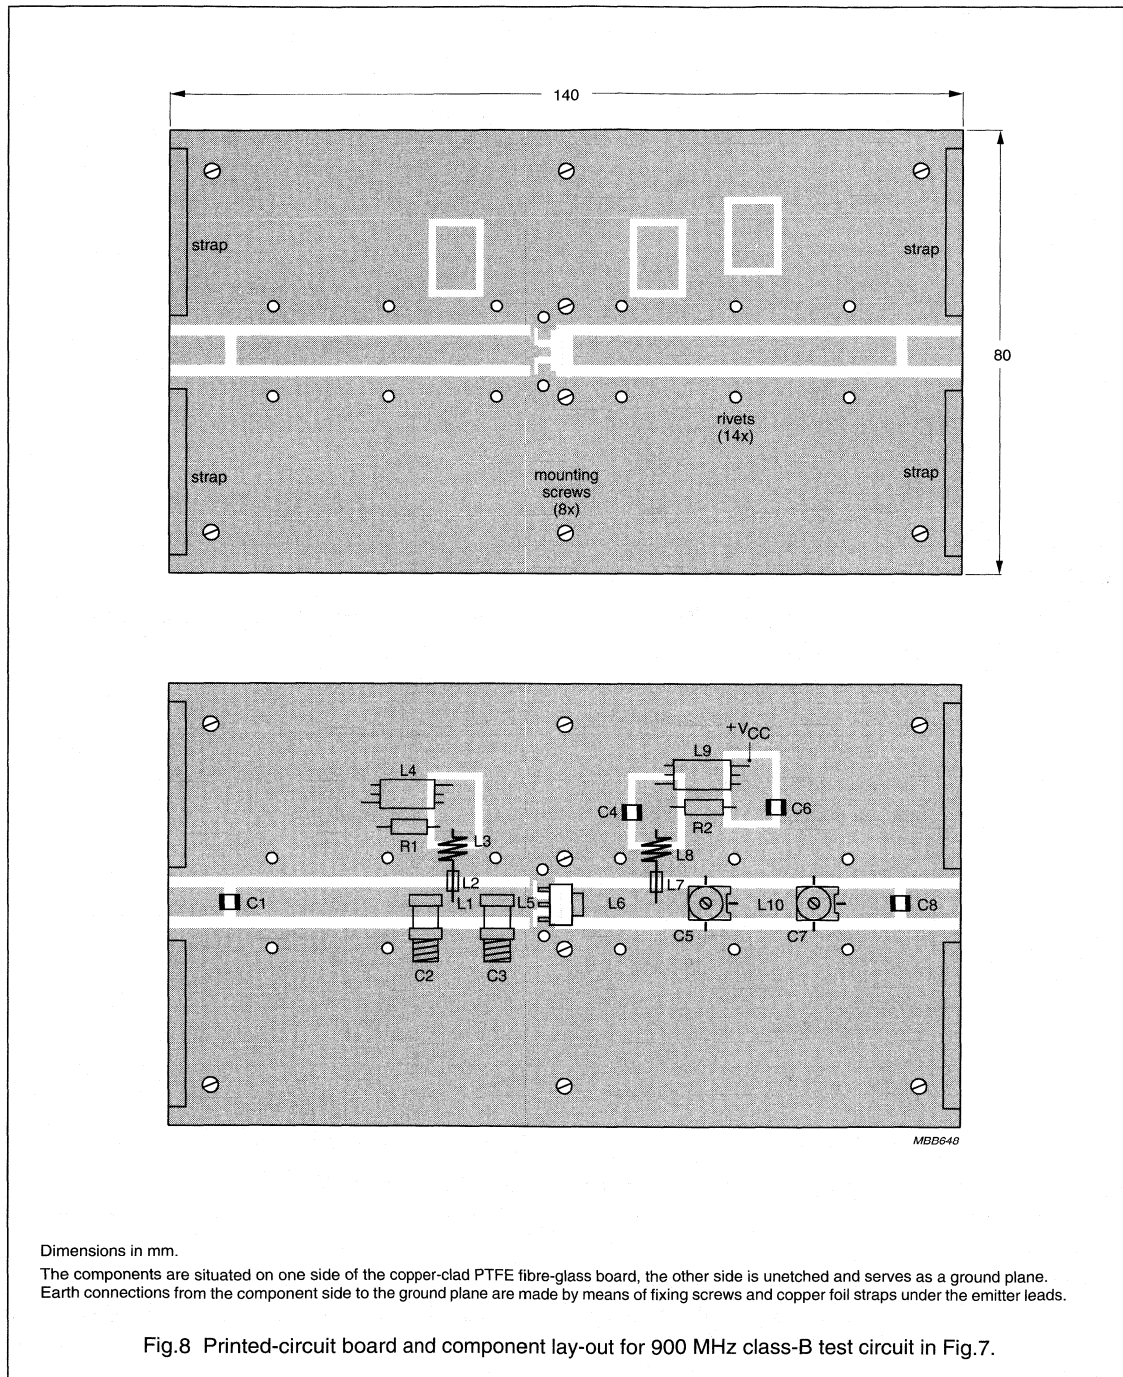 140
strap
strap
80
rivets
(14x)
strap
mounting
screws
(8x)
strap
+VCC
L9
L4
C4
C6
R2
R1
L3
L8
L2
L7
C1
L1
L5
L6
L10
C8
C5
C7
C2
C3
MBB648
Dimensions in mm.
The components are situated on one side of the copper-clad PTFE fibre-glass board, the other side is unetched and serves as a ground plane.
Earth connections from the component side to the ground plane are made by means of fixing screws and copper foil straps under the emitter leads.
Fig.8 Printed-circuit board and component lay-out for 900 MHz class-B test circuit in Fig.7.